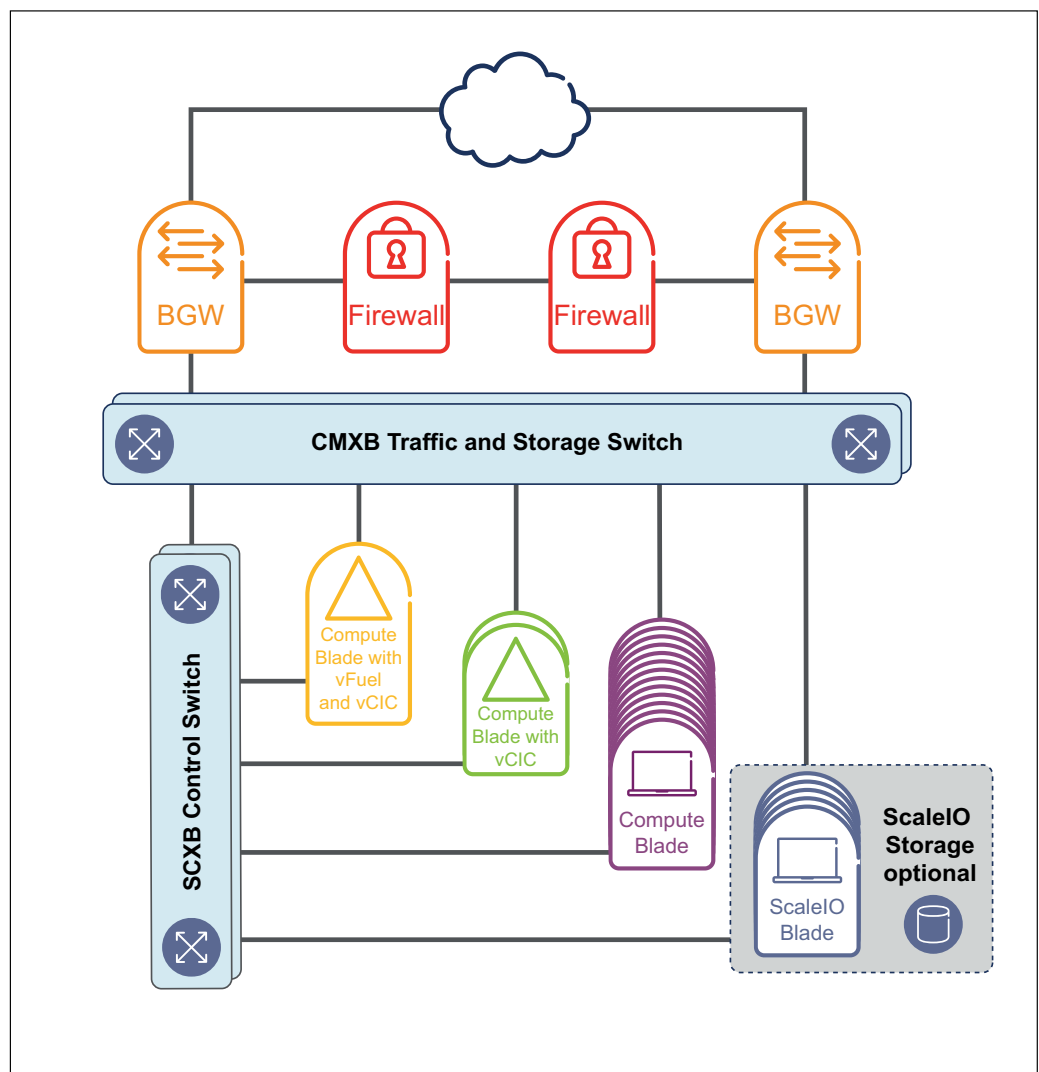 BGW
Firewall
Firewall
BGW
CMXB Traffic and Storage Switch
SCXB Control Switch
Compute
Blade with
vFuel
and vCIC
Compute
Blade with
vCIC
Compute
Blade
ScaleIO
Blade
ScaleIO
Storage
optional